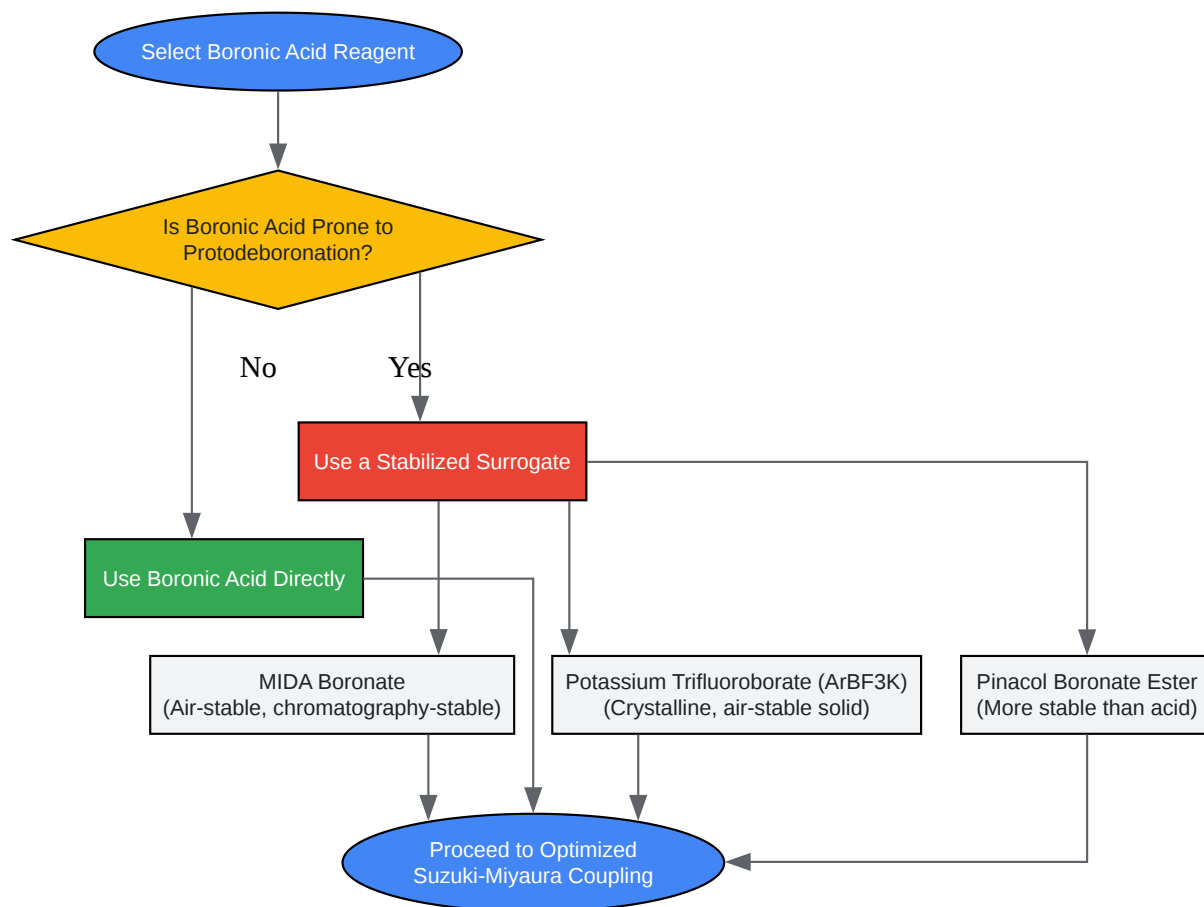 Select Boronic Acid Reagent
Is Boronic Acid Prone to
Protodeboronation?
No
Yes
Use a Stabilized Surrogate
Use Boronic Acid Directly
MIDA Boronate
(Air-stable, chromatography-stable)
Potassium Trifluoroborate (ArBF3K)
(Crystalline, air-stable solid)
Pinacol Boronate Ester
(More stable than acid)
Proceed to Optimized
Suzuki-Miyaura Coupling